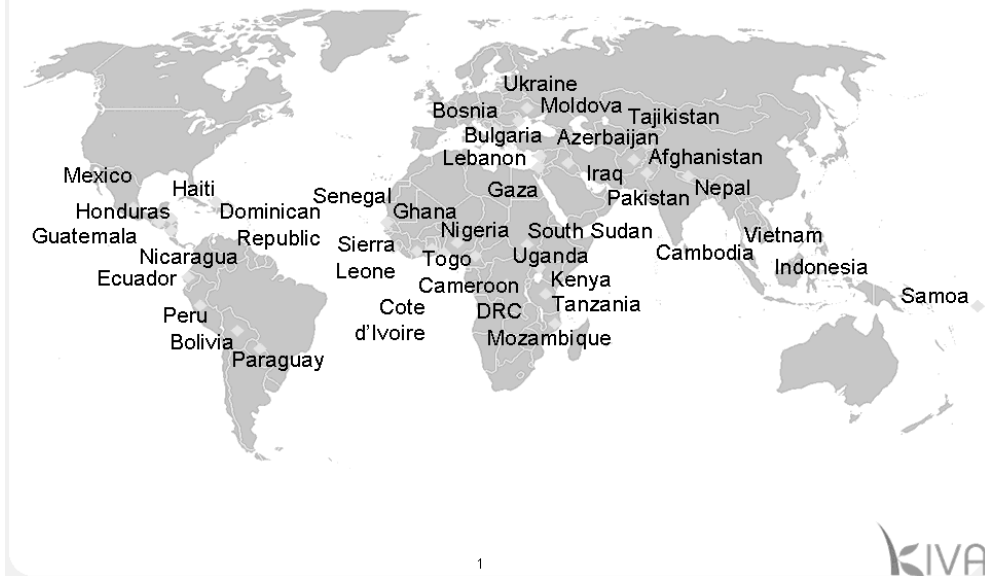 Ukraine
Bosnia
Moldova
Tajikistan
Bulgaria
Azerbaijan
Lebanon
Afghanistan
Mexico
Iraq
Haiti
Senegal
Gaza
Pakistan
Nepal
Honduras
Dominican
Republic
Ghana
Guatemala
Nigeria
South Sudan
Vietnam
Sierra
Leone
Nicaragua
Togo
Uganda
Cambodia
Indonesia
Ecuador
Cameroon
Kenya
Samoa
Cote
d'Ivoire
DRC
Tanzania
Peru
Mozambique
Bolivia
Paraguay
1
KIVA